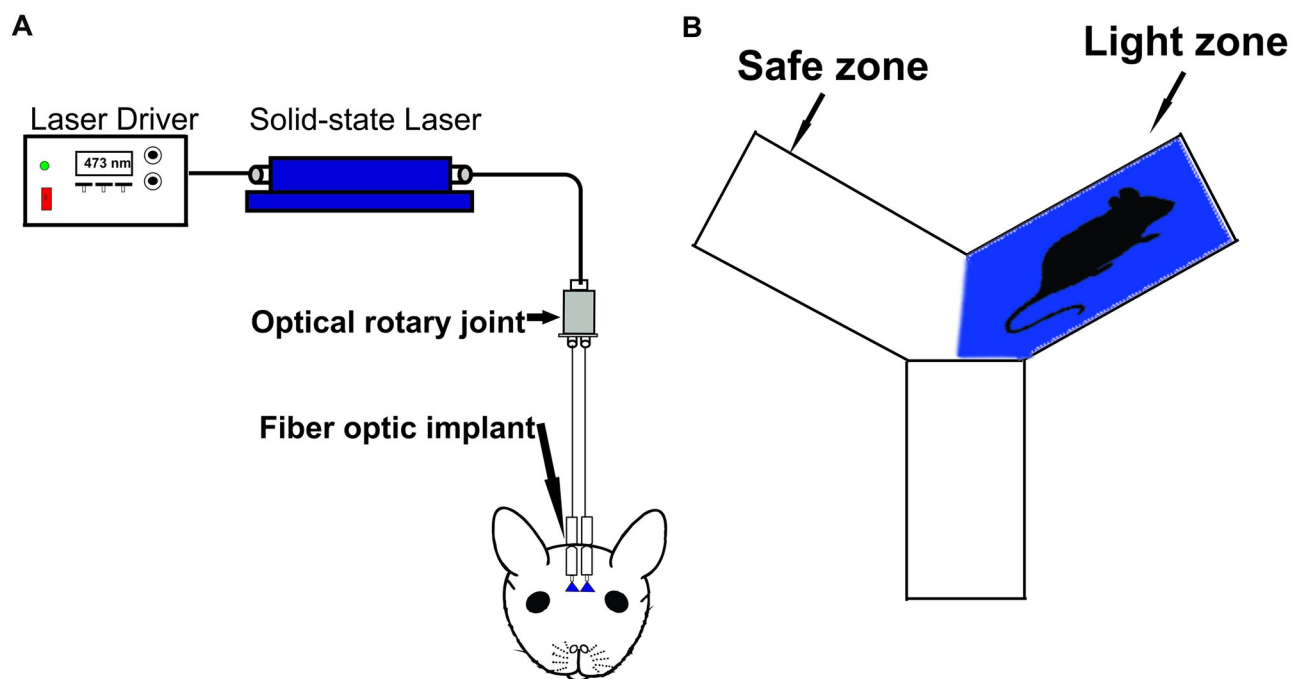 A
Laser Driver
Solid-state Laser
473 nm
Optical rotary joint
Fiber optic implant
B
Safe zone
Light zone